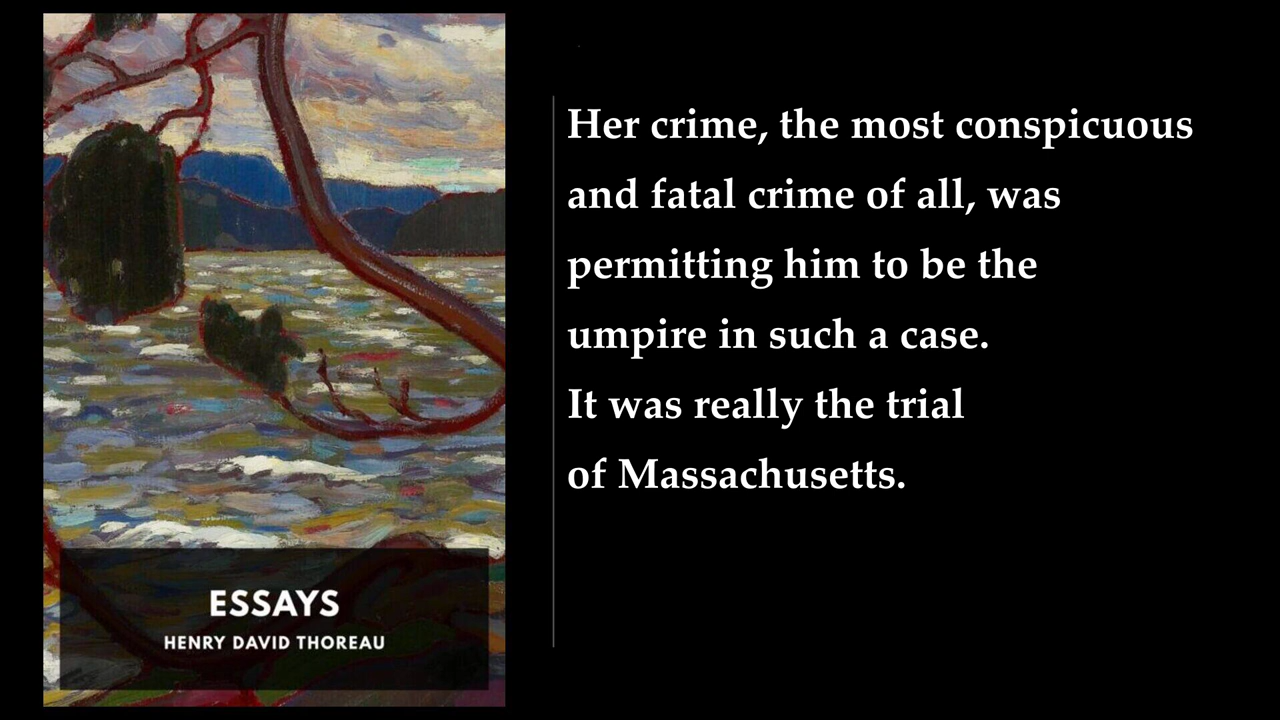 Her crime, the most conspicuous
and fatal crime of all, was
permitting him to be the
umpire in such a case.
It was really the trial
of Massachusetts.
ESSAYS
HENRY DAVID THOREAU